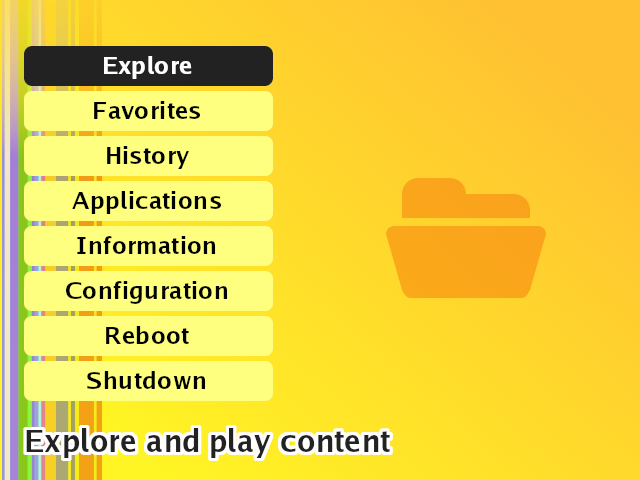 Explore
Favorites
History
Applications
Information
Configuration
Reboot
Shutdown
Explore and play content